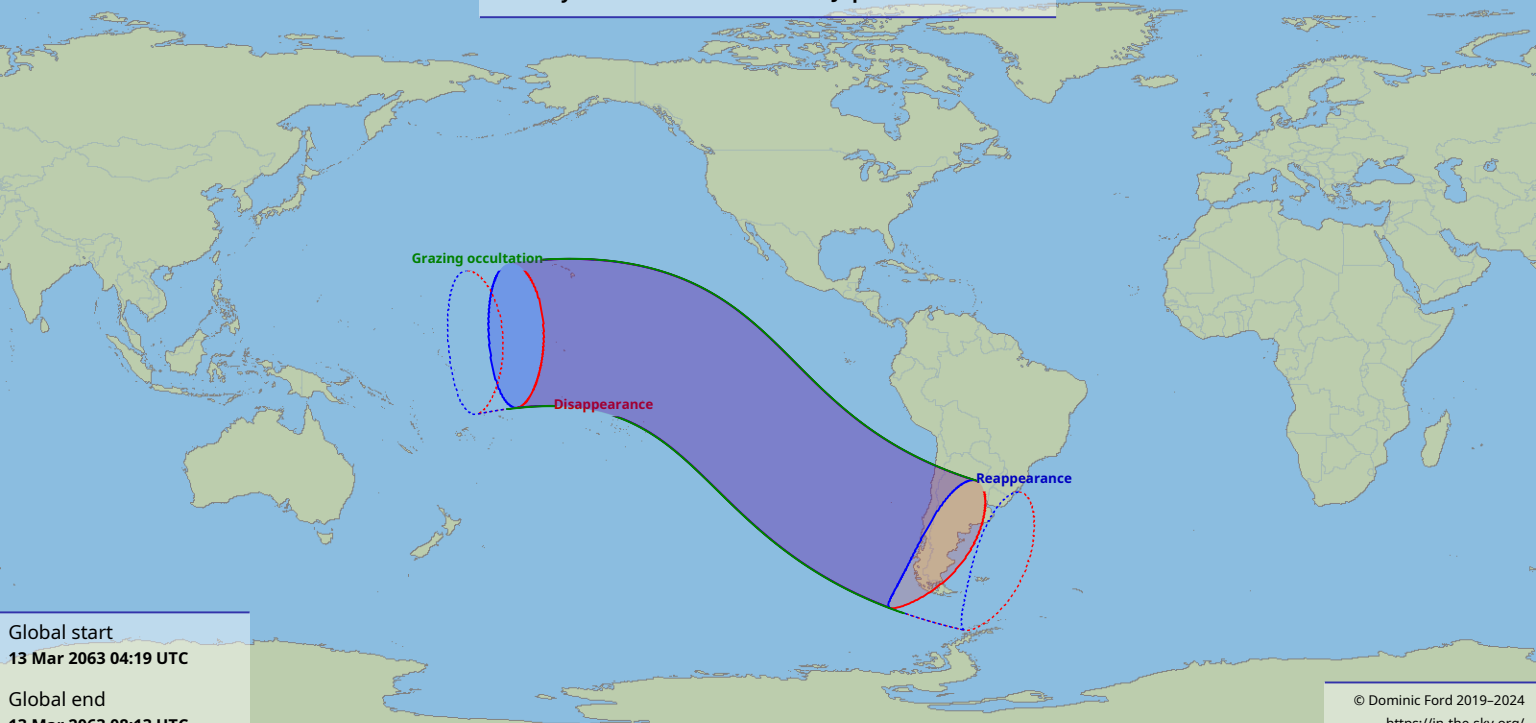 Grazing occultation
Disappearance
Reappearance
Global start
13 Mar 2063 04:19 UTC
Global end
© Dominic Ford 2019–2024